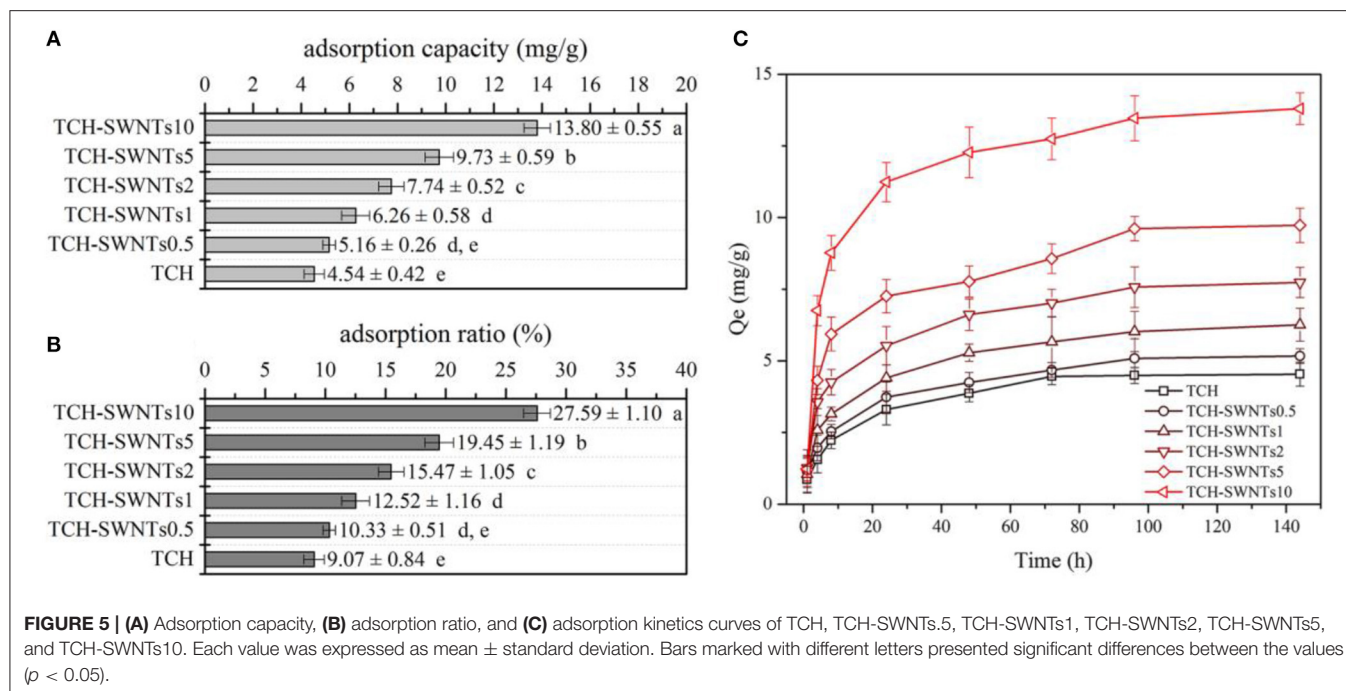 A
adsorption capacity (mg/g)
0 2 4 6 8 10 12 14 16 18 20
TCH-SWNTs10 13.80 ± 0.55 a
TCH-SWNTs5 9.73 ± 0.59 b
TCH-SWNTs2 7.74 ± 0.52 c
TCH-SWNTs1 6.26 ± 0.58 d
TCH-SWNTs0.5 5.16 ± 0.26 d, e
TCH 4.54 ± 0.42 e
B
adsorption ratio (%)
0 5 10 15 20 25 30 35 40
TCH-SWNTs10 27.59 ± 1.10 a
TCH-SWNTs5 19.45 ± 1.19 b
TCH-SWNTs2 15.47 ± 1.05 c
TCH-SWNTs1 12.52 ± 1.16 d
TCH-SWNTs0.5 10.33 ± 0.51 d, e
TCH 9.07 ± 0.84 e
C
15
10
5
0
Qe (mg/g)
TCH
TCH-SWNTs0.5
TCH-SWNTs1
TCH-SWNTs2
TCH-SWNTs5
TCH-SWNTs10
0 20 40 60 80 100 120 140
Time (h)
FIGURE 5 | (A) Adsorption capacity, (B) adsorption ratio, and (C) adsorption kinetics curves of TCH, TCH-SWNTs.5, TCH-SWNTs1, TCH-SWNTs2, TCH-SWNTs5,
and TCH-SWNTs10. Each value was expressed as mean ± standard deviation. Bars marked with different letters presented significant differences between the values
(p < 0.05).